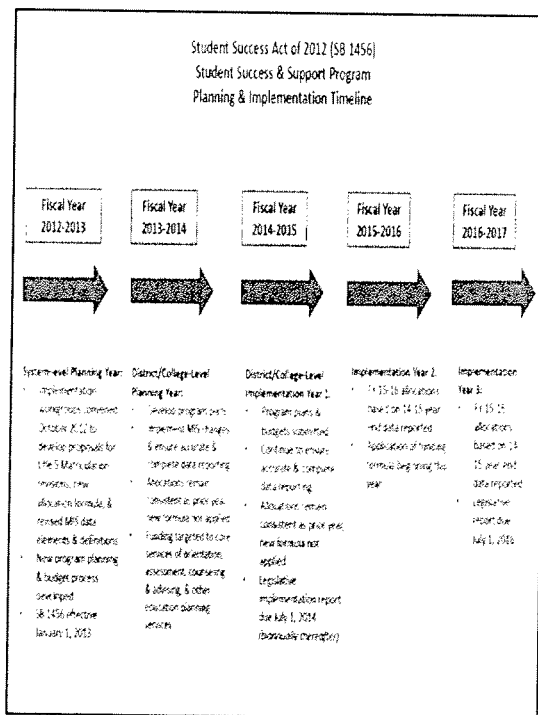 Student Success Act of 2012 (SB 1456)
Student Success & Support Program
Planning & Implementation Timeline
Fiscal Year
2012-2013
Fiscal Year
2013-2014
Fiscal Year
2014-2015
Fiscal Year
2015-2016
Fiscal Year
2016-2017
System-level Planning Year:
• Implementation
workgroups convened
October 2012 to
develop proposals for
Title 5 Matriculation
revisions, new
allocation formula, &
revised MIS data
elements & definitions
• New program planning
& budget process
developed
• SB 1456 effective
January 1, 2013
District/College-Level
Planning Year:
• Develop program plans
• Implement MIS changes
& ensure accurate &
complete data reporting
• Allocations remain
consistent as prior year,
new formula not applied
• Funding targeted to core
services of orientation,
assessment, counseling
& advising, & other
education planning
services
District/College-Level
Implementation Year 1:
• Program plans &
budgets submitted
• Continue to ensure
accurate & complete
data reporting
• Allocations remain
consistent as prior year,
new formula not
applied
• Legislative
implementation report
due July 1, 2014
(biannually thereafter)
Implementation Year 2:
• FY 15-16 allocations
based on 14-15 year
end data reported
• Application of funding
formula beginning this
year
Implementation
Year 3:
allocations
based on
15 year end
data reported
• Legislative
report due
July 1, 2016